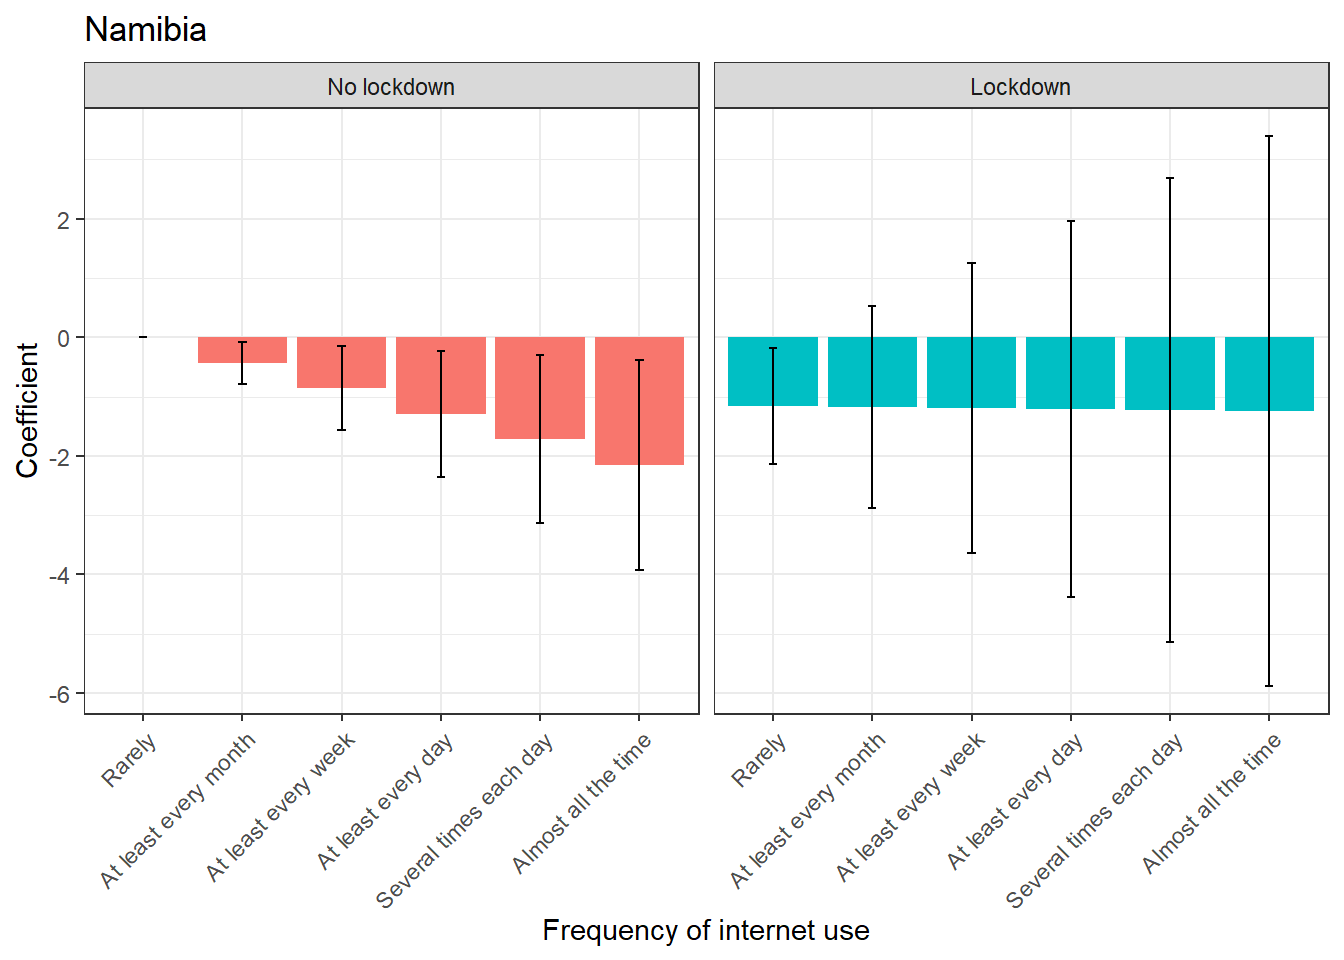 Namibia
No lockdown
Lockdown
Coefficient
2
0
-2
-4
-6
Rarely
At least every month
At least every week
At least every day
Several times each day
Almost all the time
Rarely
At least every month
At least every week
At least every day
Several times each day
Almost all the time
Frequency of internet use